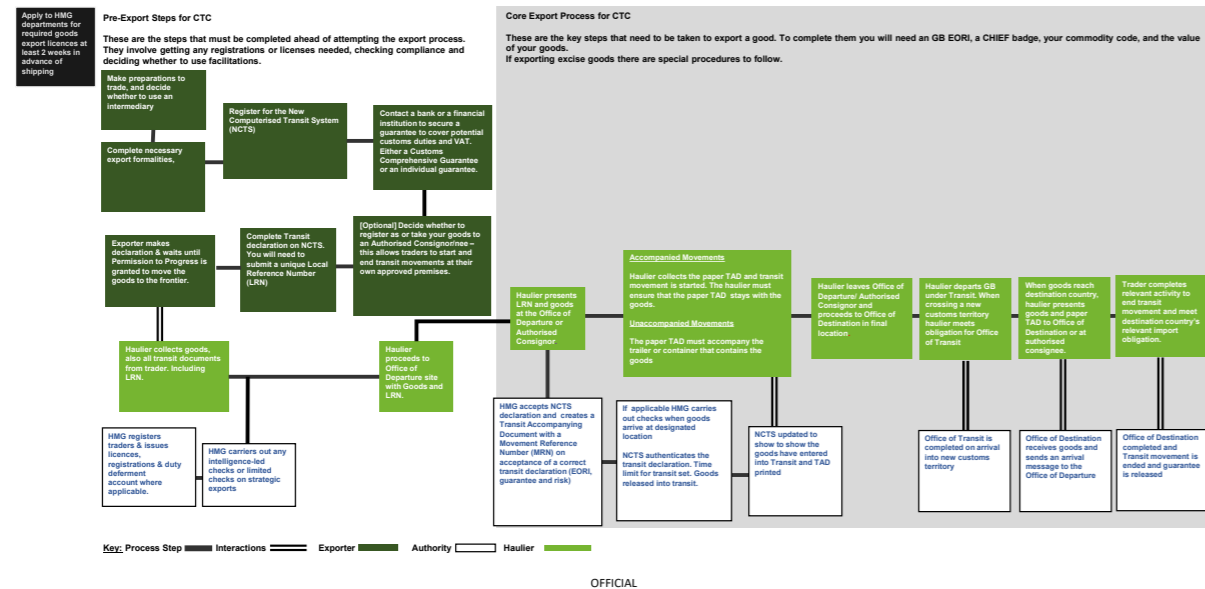 Apply to HMG
departments for
required goods
export licences at
least 2 weeks in
advance of
shipping
Pre-Export Steps for CTC
These are the steps that must be completed ahead of attempting the export process.
They involve getting any registrations or licenses needed, checking compliance and
deciding whether to use facilitations.
Make preparations to
trade, and decide
whether to use an
intermediary
Complete necessary
export formalities,
Register for the New
Computerised Transit System
(NCTS)
Contact a bank or a financial
institution to secure a
guarantee to cover potential
customs duties and VAT.
Either a Customs
Comprehensive Guarantee
or an individual guarantee.
[Optional] Decide whether to
register as or take your goods to
an Authorised Consignor/nee –
this allows traders to start and
end transit movements at their
own approved premises.
Complete Transit
declaration on NCTS.
You will need to
submit a unique Local
Reference Number
(LRN)
Exporter makes
declaration & waits until
Permission to Progress is
granted to move the
goods to the frontier.
Haulier collects goods,
also all transit documents
from trader. Including
LRN.
Haulier
proceeds to
Office of
Departure site
with Goods and
LRN.
HMG registers
traders & issues
licences,
registrations & duty
deferment
account where
applicable.
HMG carriers out any
intelligence-led
checks or limited
checks on strategic
exports
Core Export Process for CTC
These are the key steps that need to be taken to export a good. To complete them you will need an GB EORI, a CHIEF badge, your commodity code, and the value
of your goods.
If exporting excise goods there are special procedures to follow.
Haulier presents
LRN and goods
at the Office of
Departure or
Authorised
Consignor
Accompanied Movements
Haulier collects the paper TAD and transit
movement is started. The haulier must
ensure that the paper TAD stays with the
goods.
Unaccompanied Movements
The paper TAD must accompany the
trailer or container that contains the
goods
Haulier leaves Office of
Departure/ Authorised
Consignor and
proceeds to Office of
Destination in final
location
Haulier departs GB
under Transit. When
crossing a new
customs territory
haulier meets
obligation for Office
of Transit
When goods reach
destination country,
haulier presents
goods and paper
TAD to Office of
Destination or at
authorised
consignee.
Trader completes
relevant activity to
end transit
movement and meet
destination country's
relevant import
obligation.
HMG accepts NCTS
declaration and creates a
Transit Accompanying
Document with a
Movement Reference
Number (MRN) on
acceptance of a correct
transit declaration (EORI,
guarantee and risk)
If applicable HMG carries
out checks when goods
arrive at designated
location
NCTS authenticates the
transit declaration. Time
limit for transit set. Goods
released into transit.
NCTS updated to
show to show the
goods have entered
into Transit and TAD
printed
Office of Transit is
completed on arrival
into new customs
territory
Office of Destination
receives goods and
sends an arrival
message to the
Office of Departure
Office of Destination
completed and
Transit movement is
ended and guarantee
is released
Key: Process Step Interactions Exporter Authority Haulier
OFFICIAL